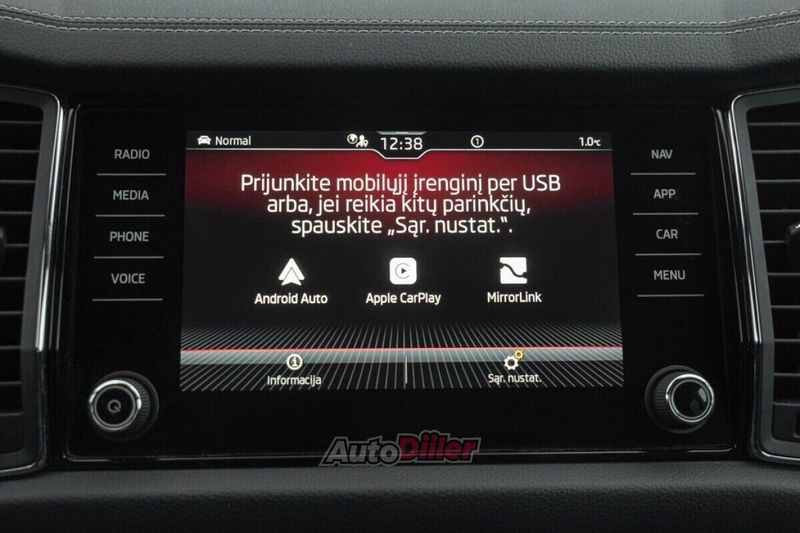 Normal 12:38 1 1.0°C
RADIO
MEDIA
PHONE
VOICE
Prijunkite mobilųjį įrenginį per USB
arba, jei reikia kitų parinkčių,
spauskite „Sąr. nustat.“.
Android Auto Apple CarPlay MirrorLink
Informacija Sąr. nustat.
NAV
APP
CAR
MENU
AutoDiiler